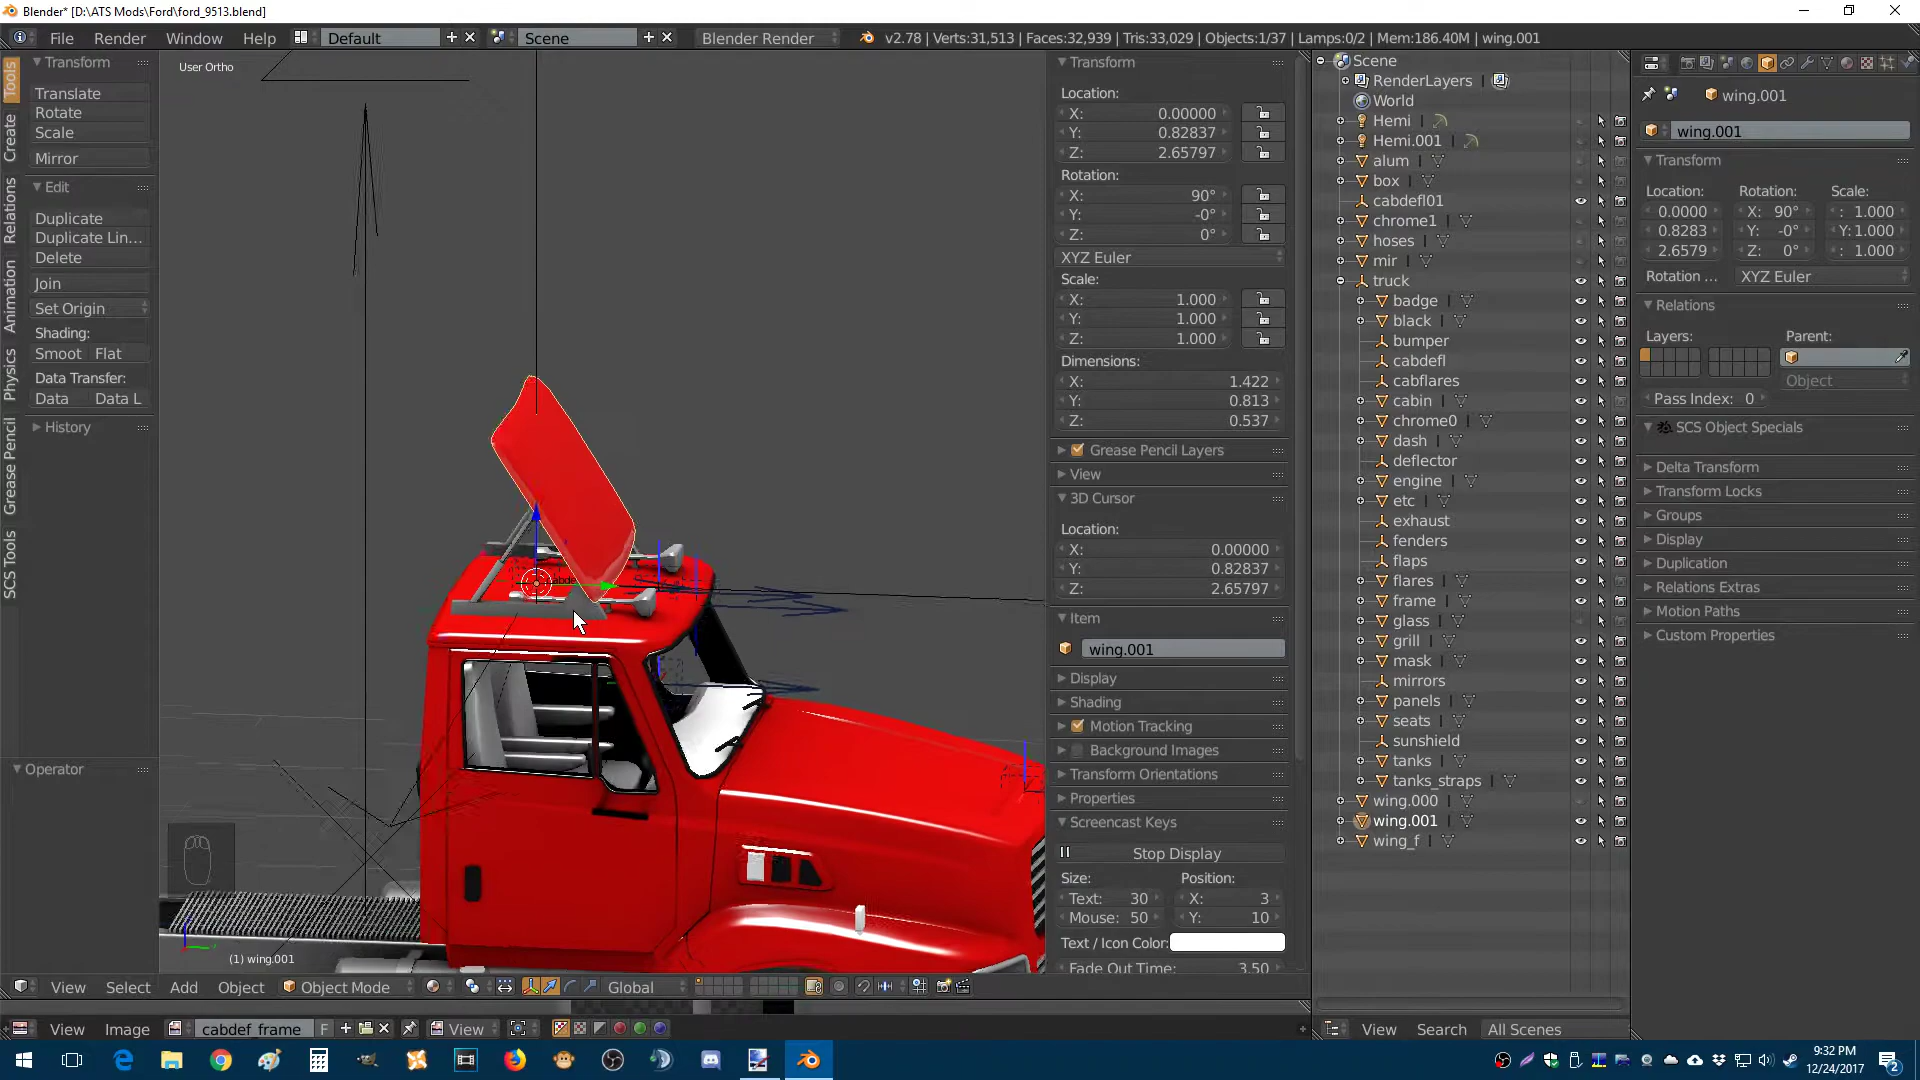 Blender* [D:\ATS Mods\Ford\ford_9513.blend]
File Render Window Help Default Scene Blender Render v2.78 | Verts:31,513 | Faces:32,939 | Tris:33,029 | Objects:1/37 | Lamps:0/2 | Mem:186.40M | wing.001
Tools
Create
Relations
Animation
Physics
Grease Pencil
SCS Tools
Transform
Translate
Rotate
Scale
Mirror
Edit
Duplicate
Duplicate Lin...
Delete
Join
Set Origin
Shading:
Smoot Flat
Data Transfer:
Data Data L
History
Operator
User Ortho
(1) wing.001
Transform
Location:
X: 0.00000
Y: 0.82837
Z: 2.65797
Rotation:
X: 90°
Y: -0°
Z: 0°
XYZ Euler
Scale:
X: 1.000
Y: 1.000
Z: 1.000
Dimensions:
X: 1.422
Y: 0.813
Z: 0.537
Grease Pencil Layers
View
3D Cursor
Location:
X: 0.00000
Y: 0.82837
Z: 2.65797
Item
wing.001
Display
Shading
Motion Tracking
Background Images
Transform Orientations
Properties
Screencast Keys
Stop Display
Size: Position:
Text: 30 X: 3
Mouse: 50 Y: 10
Text / Icon Color:
Fade Out Time: 3.50
Scene
RenderLayers
World
Hemi
Hemi.001
alum
box
cabdefl01
chrome1
hoses
mir
truck
badge
black
bumper
cabdefl
cabflares
cabin
chrome0
dash
deflector
engine
etc
exhaust
fenders
flaps
flares
frame
glass
grill
mask
mirrors
panels
seats
sunshield
tanks
tanks_straps
wing.000
wing.001
wing_f
wing.001
wing.001
Transform
Location: Rotation: Scale:
0.0000 X: 90° : 1.000
0.8283 Y: -0° Y: 1.000
2.6579 Z: 0° : 1.000
Rotation ... XYZ Euler
Relations
Layers: Parent:
Object
Pass Index: 0
SCS Object Specials
Delta Transform
Transform Locks
Groups
Display
Duplication
Relations Extras
Motion Paths
Custom Properties
View Select Add Object Object Mode Global
View Image cabdef_frame F View
View Search All Scenes
9:32 PM
12/24/2017
2